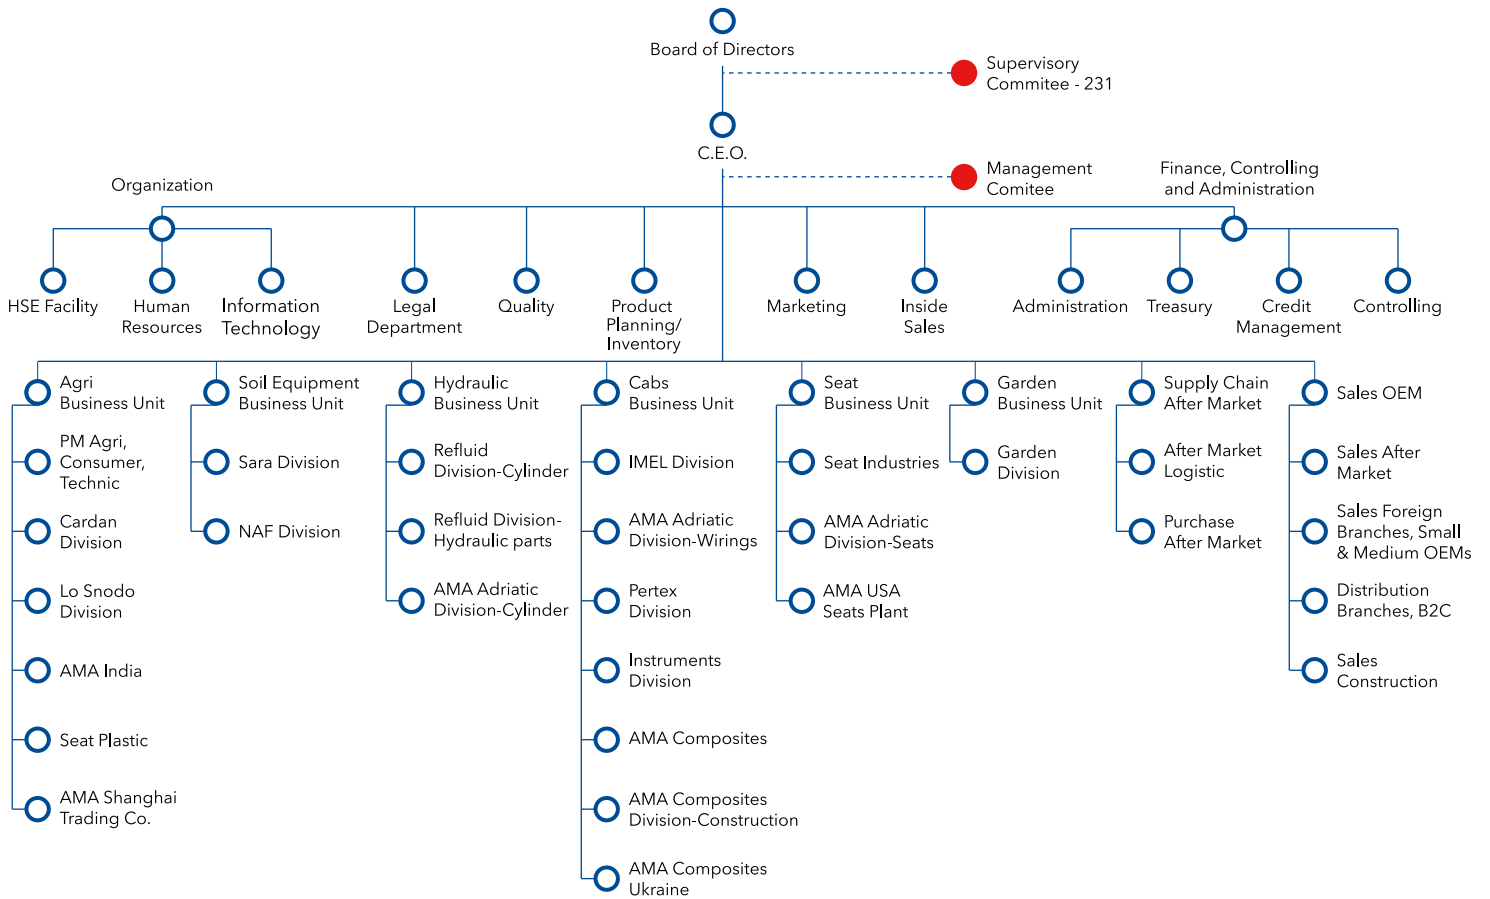 Board of Directors
Supervisory
Commitee - 231
C.E.O.
Management
Comitee
Organization
Finance, Controlling
and Administration
HSE Facility
Human
Resources
Information
Technology
Legal
Department
Quality
Product
Planning/
Inventory
Marketing
Inside
Sales
Administration
Treasury
Credit
Management
Controlling
Agri
Business Unit
PM Agri,
Consumer,
Technic
Cardan
Division
Lo Snodo
Division
AMA India
Seat Plastic
AMA Shanghai
Trading Co.
Soil Equipment
Business Unit
Sara Division
NAF Division
Hydraulic
Business Unit
Refluid
Division-Cylinder
Refluid Division-
Hydraulic parts
AMA Adriatic
Division-Cylinder
Cabs
Business Unit
IMEL Division
AMA Adriatic
Division-Wirings
Pertex
Division
Instruments
Division
AMA Composites
AMA Composites
Division-Construction
AMA Composites
Ukraine
Seat
Business Unit
Seat Industries
AMA Adriatic
Division-Seats
AMA USA
Seats Plant
Garden
Business Unit
Garden
Division
Supply Chain
After Market
After Market
Logistic
Purchase
After Market
Sales OEM
Sales After
Market
Sales Foreign
Branches, Small
& Medium OEMs
Distribution
Branches, B2C
Sales
Construction